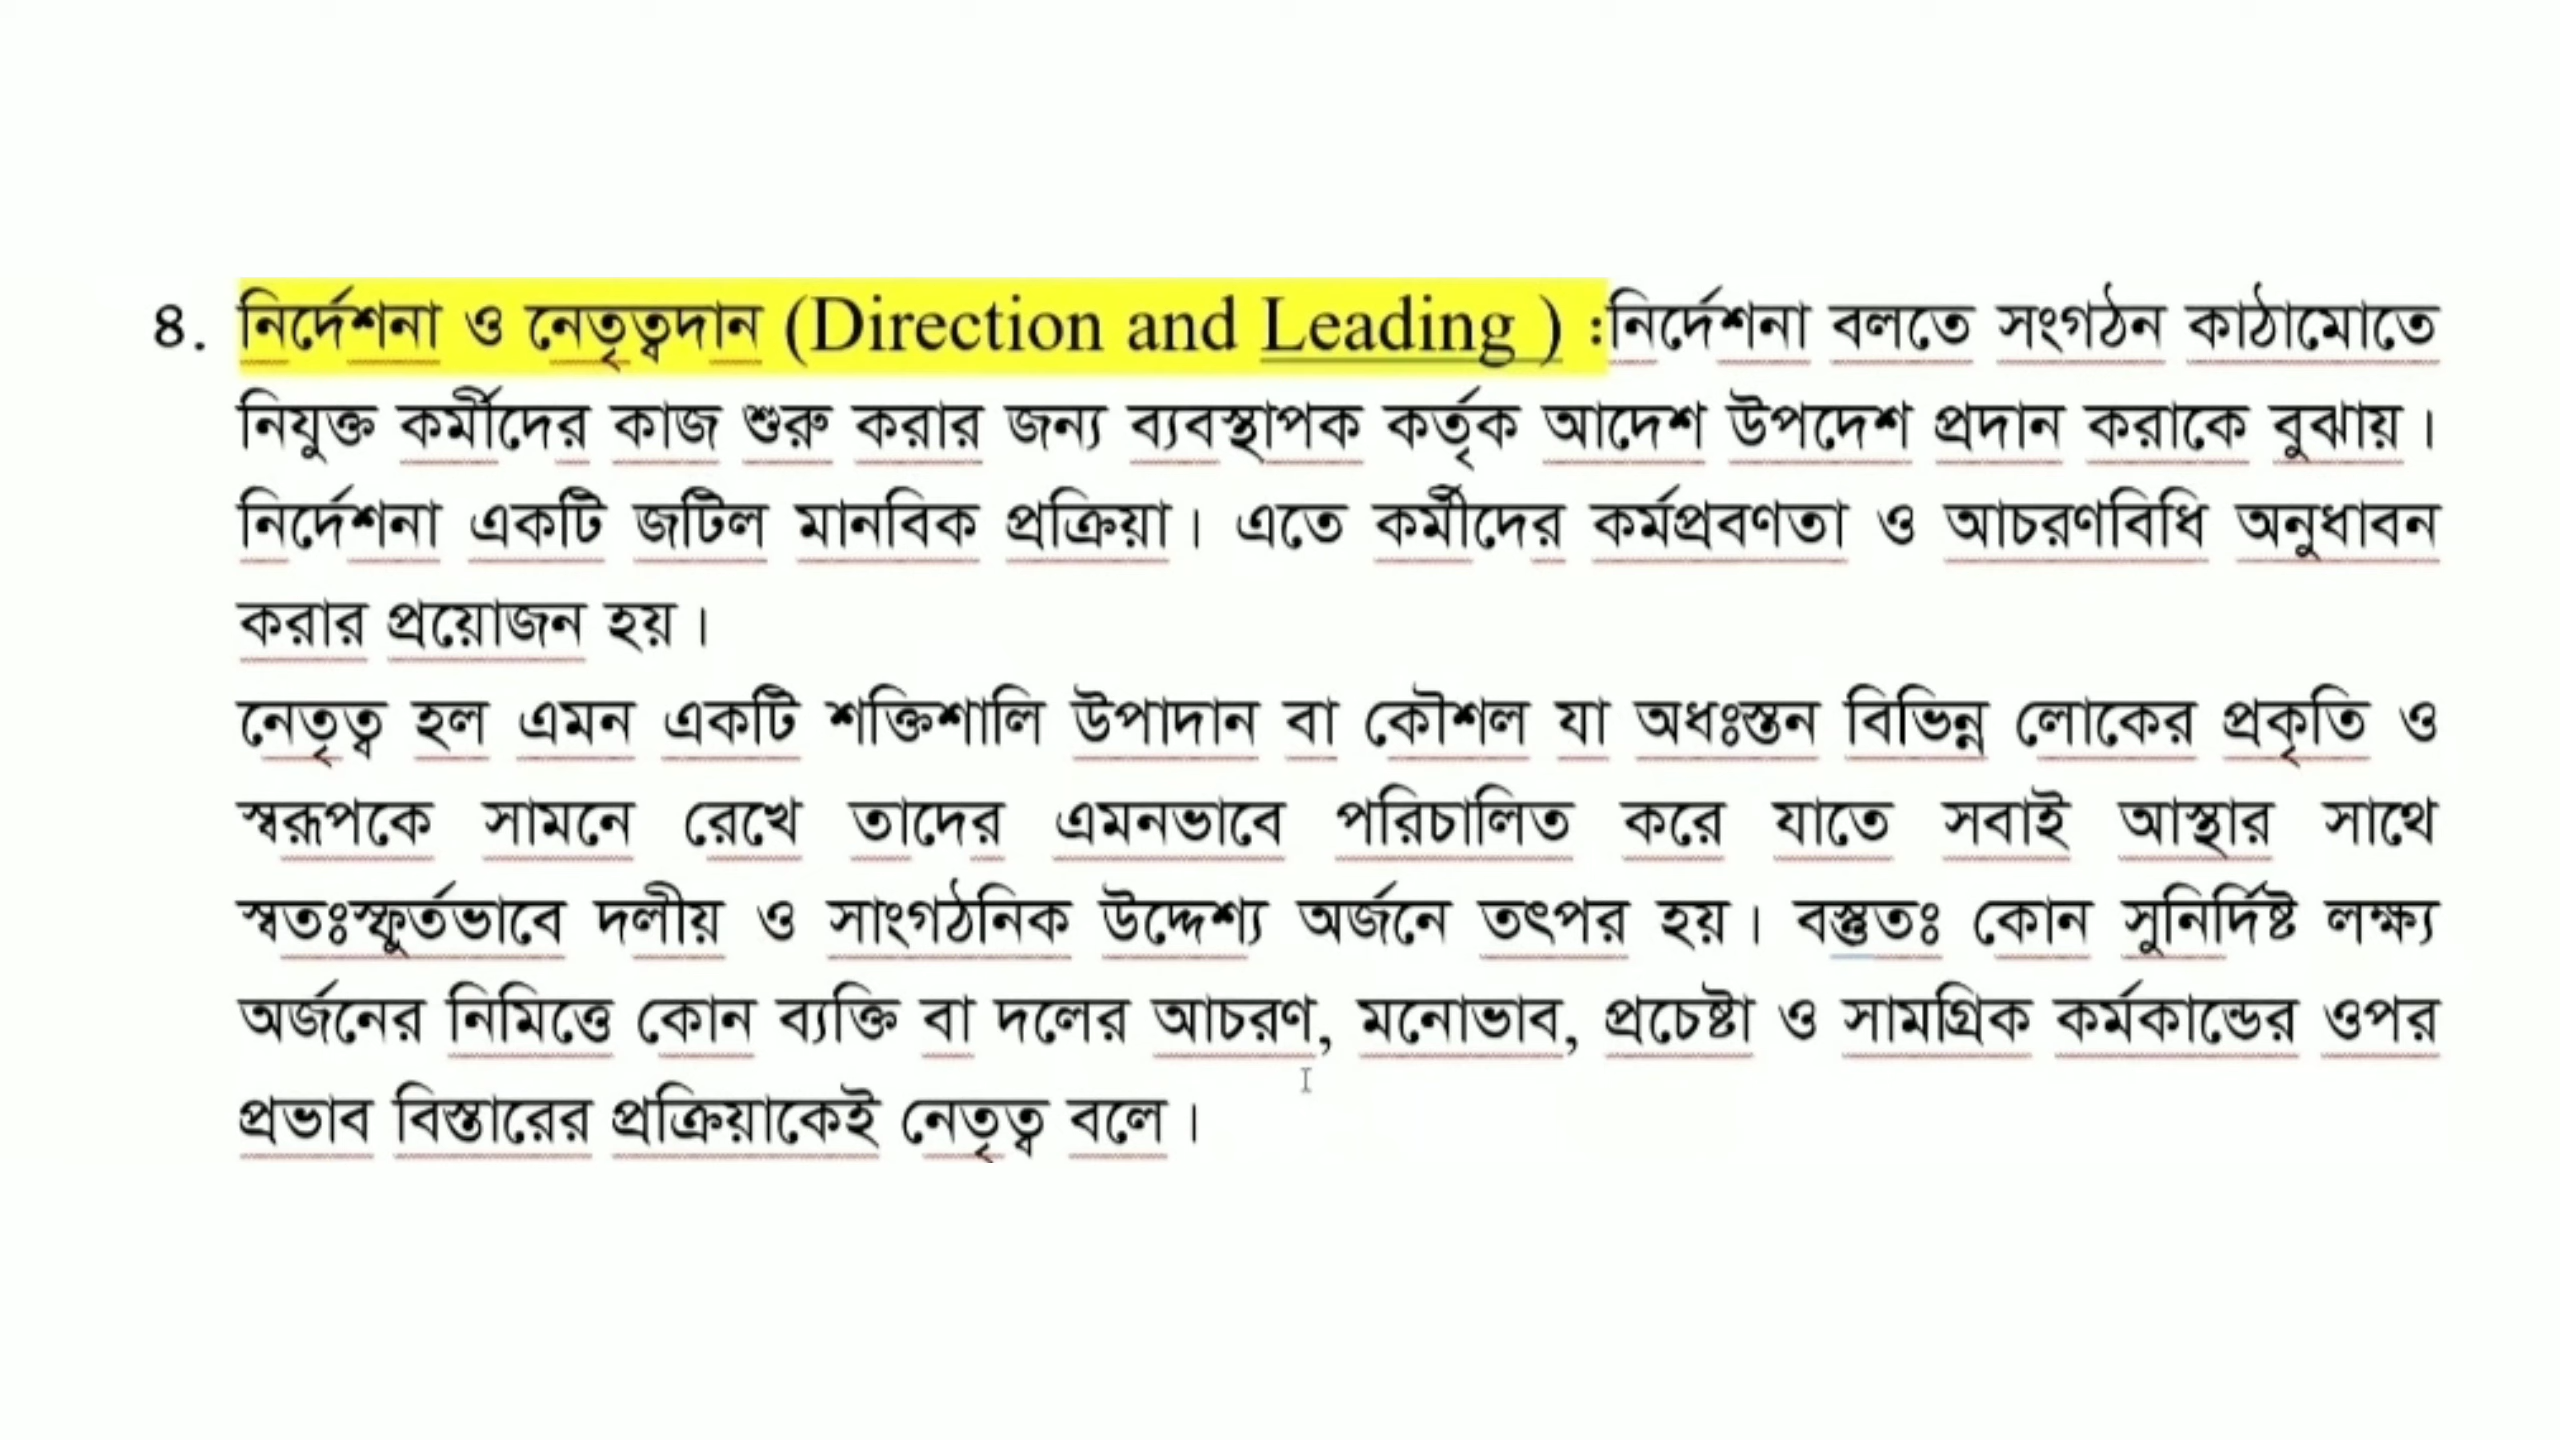 ৪. নির্দেশনা ও নেতৃত্বদান (Direction and Leading ) :নির্দেশনা বলতে সংগঠন কাঠামোতে
নিযুক্ত কর্মীদের কাজ শুরু করার জন্য ব্যবস্থাপক কর্তৃক আদেশ উপদেশ প্রদান করাকে বুঝায়।
নির্দেশনা একটি জটিল মানবিক প্রক্রিয়া। এতে কর্মীদের কর্মপ্রবণতা ও আচরণবিধি অনুধাবন
করার প্রয়োজন হয়।
নেতৃত্ব হল এমন একটি শক্তিশালি উপাদান বা কৌশল যা অধঃস্তন বিভিন্ন লোকের প্রকৃতি ও
স্বরূপকে সামনে রেখে তাদের এমনভাবে পরিচালিত করে যাতে সবাই আস্থার সাথে
স্বতঃস্ফূর্তভাবে দলীয় ও সাংগঠনিক উদ্দেশ্য অর্জনে তৎপর হয়। বস্তুতঃ কোন সুনির্দিষ্ট লক্ষ্য
অর্জনের নিমিত্তে কোন ব্যক্তি বা দলের আচরণ, মনোভাব, প্রচেষ্টা ও সামগ্রিক কর্মকান্ডের ওপর
প্রভাব বিস্তারের প্রক্রিয়াকেই নেতৃত্ব বলে।